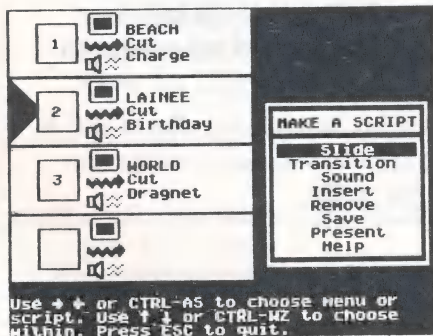 1 BEACH
Cut
Charge
2 LAINEE
Cut
Birthday
3 WORLD
Cut
Dragnet
MAKE A SCRIPT
Slide
Transition
Sound
Insert
Remove
Save
Present
Help
Use → ← or CTRL-AS to choose menu or
script. Use ↑ ↓ or CTRL-WZ to choose
within. Press ESC to quit.